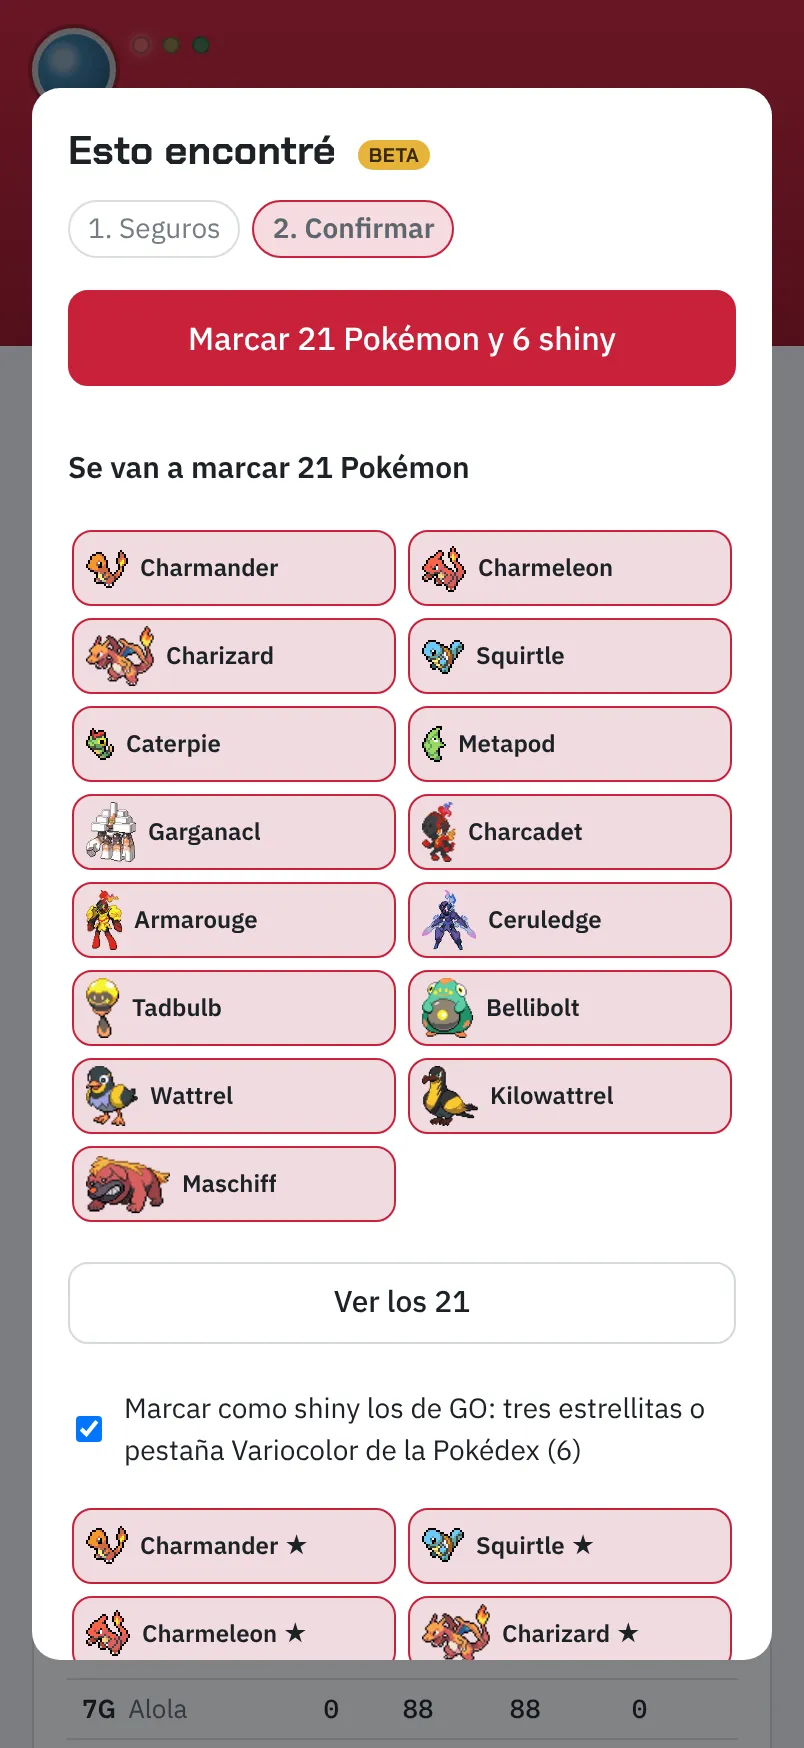 Esto encontré BETA
1. Seguros 2. Confirmar
Marcar 21 Pokémon y 6 shiny
Se van a marcar 21 Pokémon
Charmander Charmeleon
Charizard Squirtle
Caterpie Metapod
Garganacl Charcadet
Armarouge Ceruledge
Tadbulb Bellibolt
Wattrel Kilowattrel
Maschiff
Ver los 21
Marcar como shiny los de GO: tres estrellitas o
pestaña Variocolor de la Pokédex (6)
Charmander ★ Squirtle ★
Charmeleon ★ Charizard ★
7G Alola 0 88 88 0